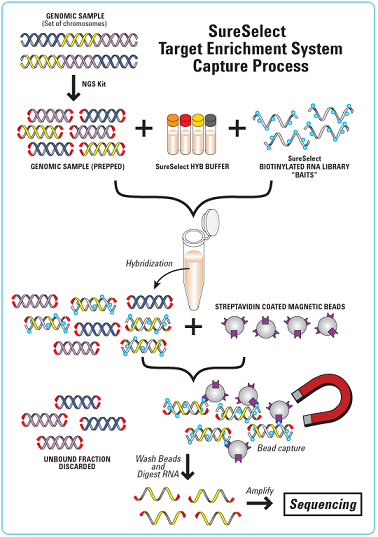 GENOMIC SAMPLE
(Set of chromosomes)
SureSelect
Target Enrichment System
Capture Process
NGS Kit
GENOMIC SAMPLE (PREPPED)
SureSelect HYB BUFFER
SureSelect
BIOTINYLATED RNA LIBRARY
"BAITS"
Hybridization
STREPTAVIDIN COATED MAGNETIC BEADS
UNBOUND FRACTION
DISCARDED
Bead capture
Wash Beads
and
Digest RNA
Amplify
Sequencing